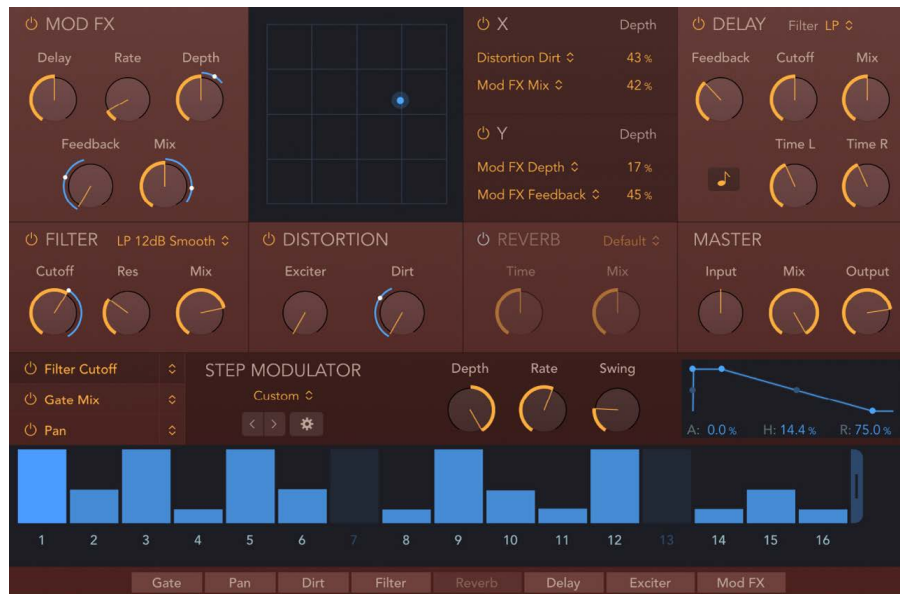 MOD FX
Delay Rate Depth
Feedback Mix
X Depth
Distortion Dirt 43 %
Mod FX Mix 42 %
Y Depth
Mod FX Depth 17 %
Mod FX Feedback 45 %
DELAY Filter LP
Feedback Cutoff Mix
Time L Time R
FILTER LP 12dB Smooth
Cutoff Res Mix
DISTORTION
Exciter Dirt
REVERB Default
Time Mix
MASTER
Input Mix Output
Filter Cutoff
Gate Mix
Pan
STEP MODULATOR
Custom
Depth Rate Swing
A: 0.0 % H: 14.4 % R: 75.0 %
1 2 3 4 5 6 7 8 9 10 11 12 13 14 15 16
Gate Pan Dirt Filter Reverb Delay Exciter Mod FX